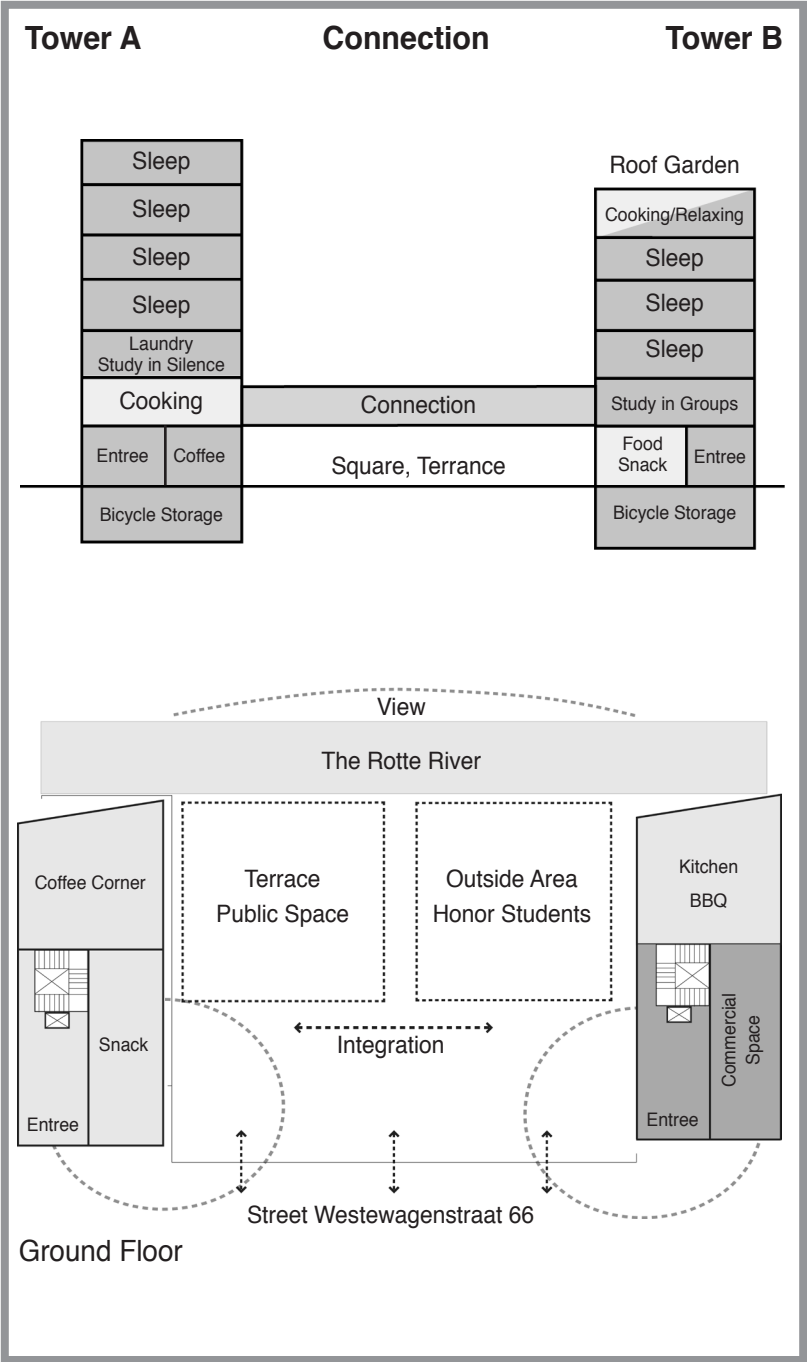 Tower A
Connection
Tower B
Sleep
Sleep
Sleep
Sleep
Laundry
Study in Silence
Cooking
Entree
Coffee
Bicycle Storage
Connection
Square, Terrance
Roof Garden
Cooking/Relaxing
Sleep
Sleep
Sleep
Study in Groups
Food
Snack
Entree
Bicycle Storage
View
The Rotte River
Coffee Corner
Terrace
Public Space
Outside Area
Honor Students
Kitchen
BBQ
Snack
Entree
Integration
Commercial
Space
Entree
Street Westewagenstraat 66
Ground Floor